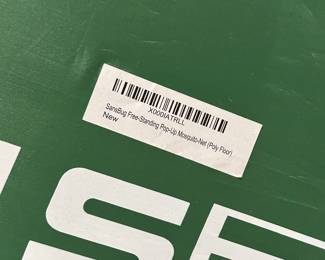 X000IATRLL
SansBug Free-Standing Pop-Up Mosquito-Net (Poly Floor)
New